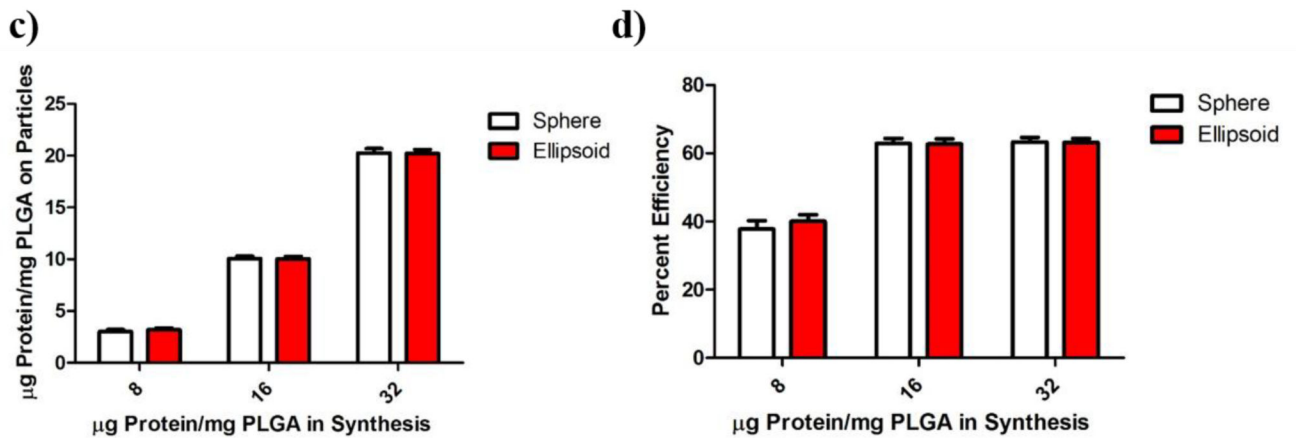 c)
μg Protein/mg PLGA on Particles
25
20
15
10
5
0
8
16
32
μg Protein/mg PLGA in Synthesis
Sphere
Ellipsoid
d)
Percent Efficiency
80
60
40
20
0
8
16
32
μg Protein/mg PLGA in Synthesis
Sphere
Ellipsoid